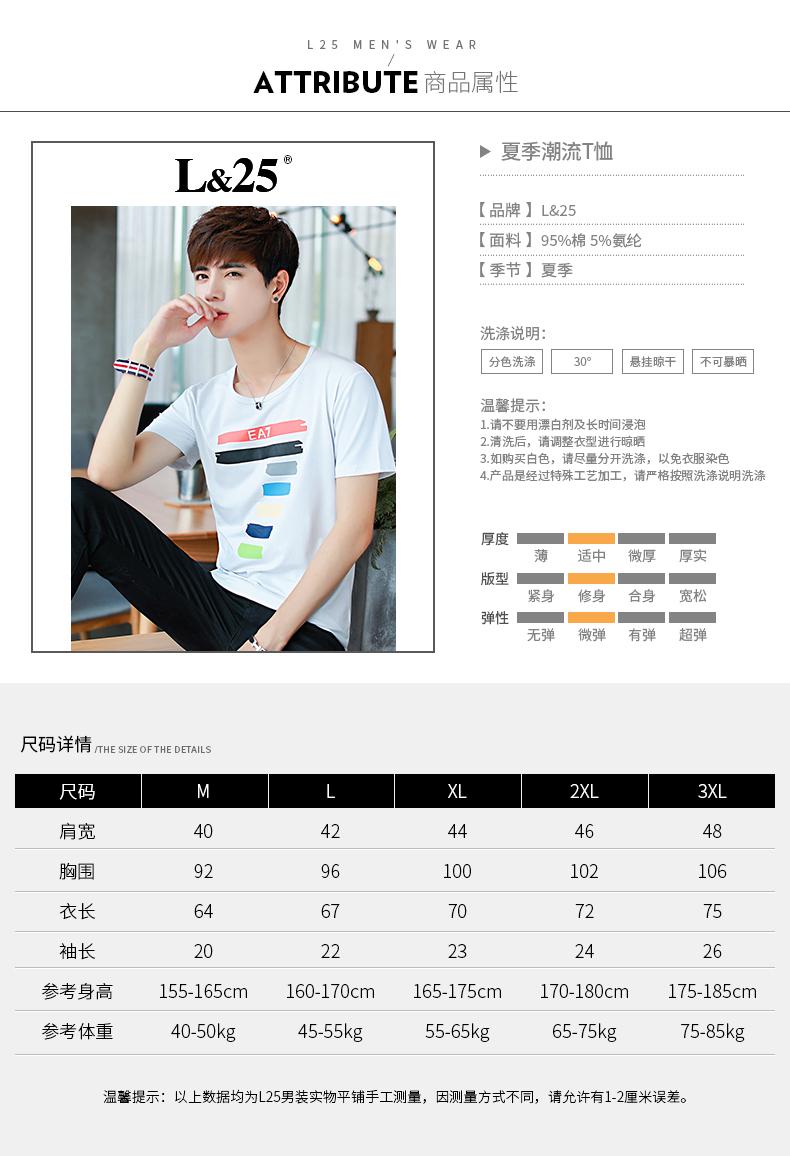 L25 MEN'S WEAR
/
ATTRIBUTE 商品属性
L&25®
EA7
▶ 夏季潮流T恤
【 品牌 】L&25
【 面料 】95%棉 5%氨纶
【 季节 】夏季
洗涤说明：
分色洗涤 30° 悬挂晾干 不可暴晒
温馨提示：
1.请不要用漂白剂及长时间浸泡
2.清洗后，请调整衣型进行晾晒
3.如购买白色，请尽量分开洗涤，以免衣服染色
4.产品是经过特殊工艺加工，请严格按照洗涤说明洗涤
厚度
薄 适中 微厚 厚实
版型
紧身 修身 合身 宽松
弹性
无弹 微弹 有弹 超弹
尺码详情 /THE SIZE OF THE DETAILS
尺码 M L XL 2XL 3XL
肩宽 40 42 44 46 48
胸围 92 96 100 102 106
衣长 64 67 70 72 75
袖长 20 22 23 24 26
参考身高 155-165cm 160-170cm 165-175cm 170-180cm 175-185cm
参考体重 40-50kg 45-55kg 55-65kg 65-75kg 75-85kg
温馨提示：以上数据均为L25男装实物平铺手工测量，因测量方式不同，请允许有1-2厘米误差。